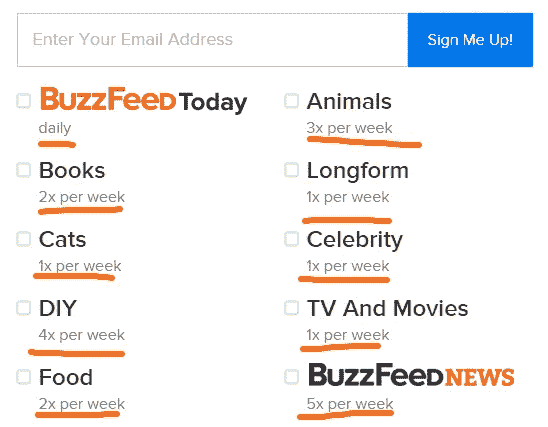 Enter Your Email Address
Sign Me Up!
BuzzFeed Today
daily
Animals
3x per week
Books
2x per week
Longform
1x per week
Cats
1x per week
Celebrity
1x per week
DIY
4x per week
TV And Movies
1x per week
Food
2x per week
BuzzFeed NEWS
5x per week